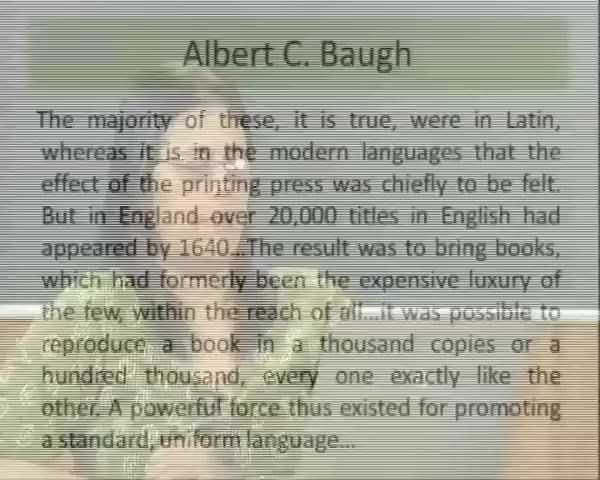 Albert C. Baugh
The majority of these, it is true, were in Latin,
whereas it is in the modern languages that the
effect of the printing press was chiefly to be felt.
But in England over 20,000 titles in English had
appeared by 1640...The result was to bring books,
which had formerly been the expensive luxury of
the few, within the reach of all...it was possible to
reproduce a book in a thousand copies or a
hundred thousand, every one exactly like the
other. A powerful force thus existed for promoting
a standard, uniform language...